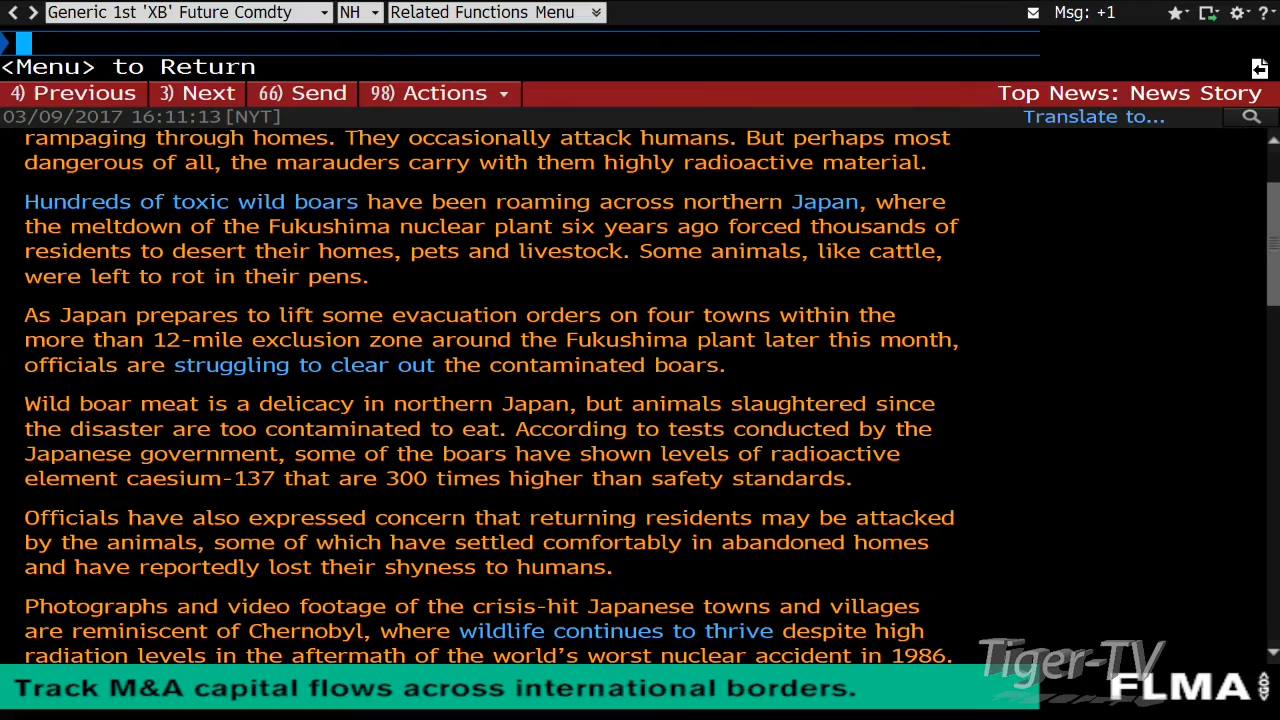 Generic 1st 'XB' Future Comdty
NH
Related Functions Menu
Msg: +1
<Menu> to Return
4) Previous
3) Next
66) Send
98) Actions
Top News: News Story
03/09/2017 16:11:13 [NYT]
Translate to...
rampaging through homes. They occasionally attack humans. But perhaps most
dangerous of all, the marauders carry with them highly radioactive material.
Hundreds of toxic wild boars have been roaming across northern Japan, where
the meltdown of the Fukushima nuclear plant six years ago forced thousands of
residents to desert their homes, pets and livestock. Some animals, like cattle,
were left to rot in their pens.
As Japan prepares to lift some evacuation orders on four towns within the
more than 12-mile exclusion zone around the Fukushima plant later this month,
officials are struggling to clear out the contaminated boars.
Wild boar meat is a delicacy in northern Japan, but animals slaughtered since
the disaster are too contaminated to eat. According to tests conducted by the
Japanese government, some of the boars have shown levels of radioactive
element caesium-137 that are 300 times higher than safety standards.
Officials have also expressed concern that returning residents may be attacked
by the animals, some of which have settled comfortably in abandoned homes
and have reportedly lost their shyness to humans.
Photographs and video footage of the crisis-hit Japanese towns and villages
are reminiscent of Chernobyl, where wildlife continues to thrive despite high
radiation levels in the aftermath of the world's worst nuclear accident in 1986.
Track M&A capital flows across international borders.
Tiger-TV
FLMA